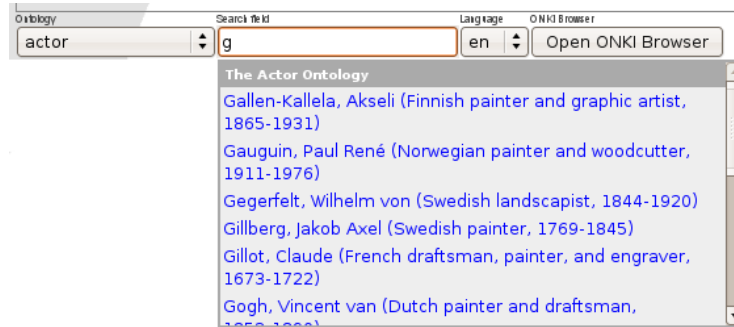 Ontology Search field Language ONKI Browser
actor g en Open ONKI Browser
The Actor Ontology
Gallen-Kallela, Akseli (Finnish painter and graphic artist,
1865-1931)
Gauguin, Paul René (Norwegian painter and woodcutter,
1911-1976)
Gegerfelt, Wilhelm von (Swedish landscapist, 1844-1920)
Gillberg, Jakob Axel (Swedish painter, 1769-1845)
Gillot, Claude (French draftsman, painter, and engraver,
1673-1722)
Gogh, Vincent van (Dutch painter and draftsman,